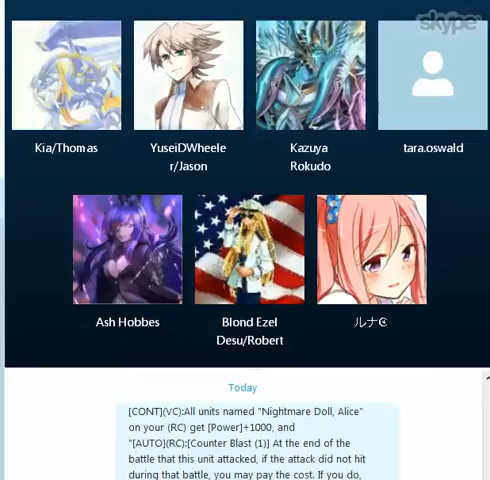 skype
Kia/Thomas
YuseiDWheele
r/Jason
Kazuya
Rokudo
tara.oswald
Ash Hobbes
Blond Ezel
Desu/Robert
Today
[CONT](VC):All units named "Nightmare Doll, Alice"
on your (RC) get [Power]+1000, and
"[AUTO](RC):[Counter Blast (1)] At the end of the
battle that this unit attacked, if the attack did not hit
during that battle, you may pay the cost. If you do,